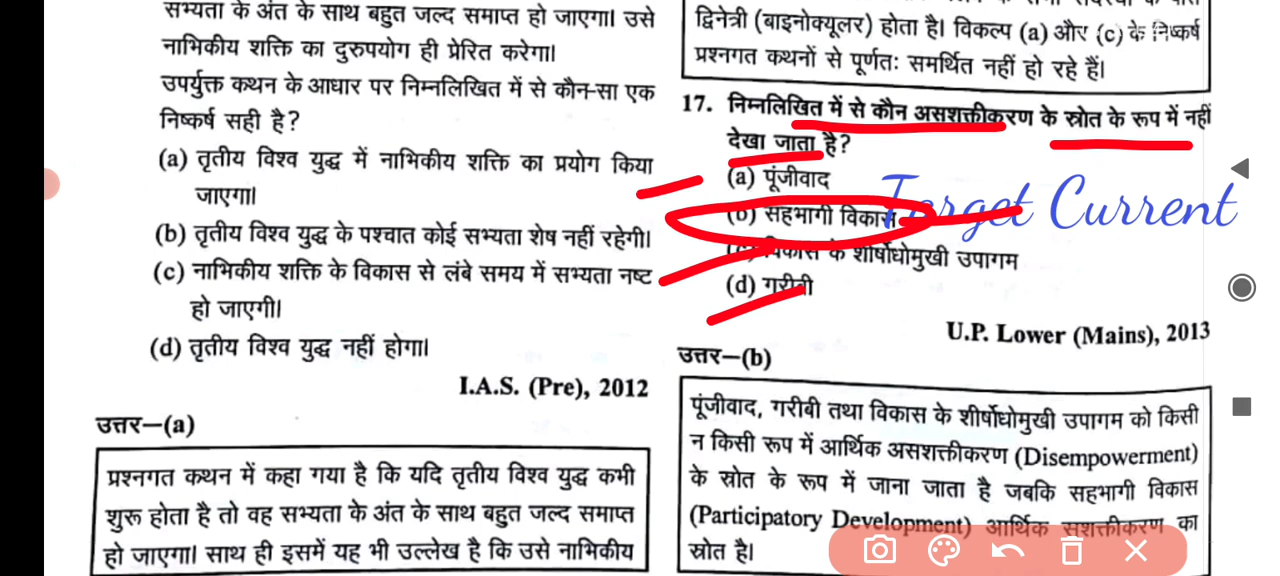 सभ्यता के अंत के साथ बहुत जल्द समाप्त हो जाएगा। उसे
नाभिकीय शक्ति का दुरुपयोग ही प्रेरित करेगा।
उपर्युक्त कथन के आधार पर निम्नलिखित में से कौन-सा एक
निष्कर्ष सही है?
(a) तृतीय विश्व युद्ध में नाभिकीय शक्ति का प्रयोग किया
जाएगा।
(b) तृतीय विश्व युद्ध के पश्चात कोई सभ्यता शेष नहीं रहेगी।
(c) नाभिकीय शक्ति के विकास से लंबे समय में सभ्यता नष्ट
हो जाएगी।
(d) तृतीय विश्व युद्ध नहीं होगा।
I.A.S. (Pre), 2012
उत्तर—(a)
प्रश्नगत कथन में कहा गया है कि यदि तृतीय विश्व युद्ध कभी
शुरू होता है तो वह सभ्यता के अंत के साथ बहुत जल्द समाप्त
हो जाएगा। साथ ही इसमें यह भी उल्लेख है कि उसे नाभिकीय
द्विनेत्री (बाइनोक्यूलर) होता है। विकल्प (a) और (c) के निष्कर्ष
प्रश्नगत कथनों से पूर्णतः समर्थित नहीं हो रहे हैं।
17. निम्नलिखित में से कौन असशक्तीकरण के स्रोत के रूप में नहीं
देखा जाता है?
(a) पूंजीवाद
(b) सहभागी विकास
Target Current
(c) विकास के शीर्षोधोमुखी उपागम
(d) गरीबी
U.P. Lower (Mains), 2013
उत्तर—(b)
पूंजीवाद, गरीबी तथा विकास के शीर्षोधोमुखी उपागम को किसी
न किसी रूप में आर्थिक असशक्तीकरण (Disempowerment)
के स्रोत के रूप में जाना जाता है जबकि सहभागी विकास
(Participatory Development) आर्थिक सशक्तीकरण का
स्रोत है।